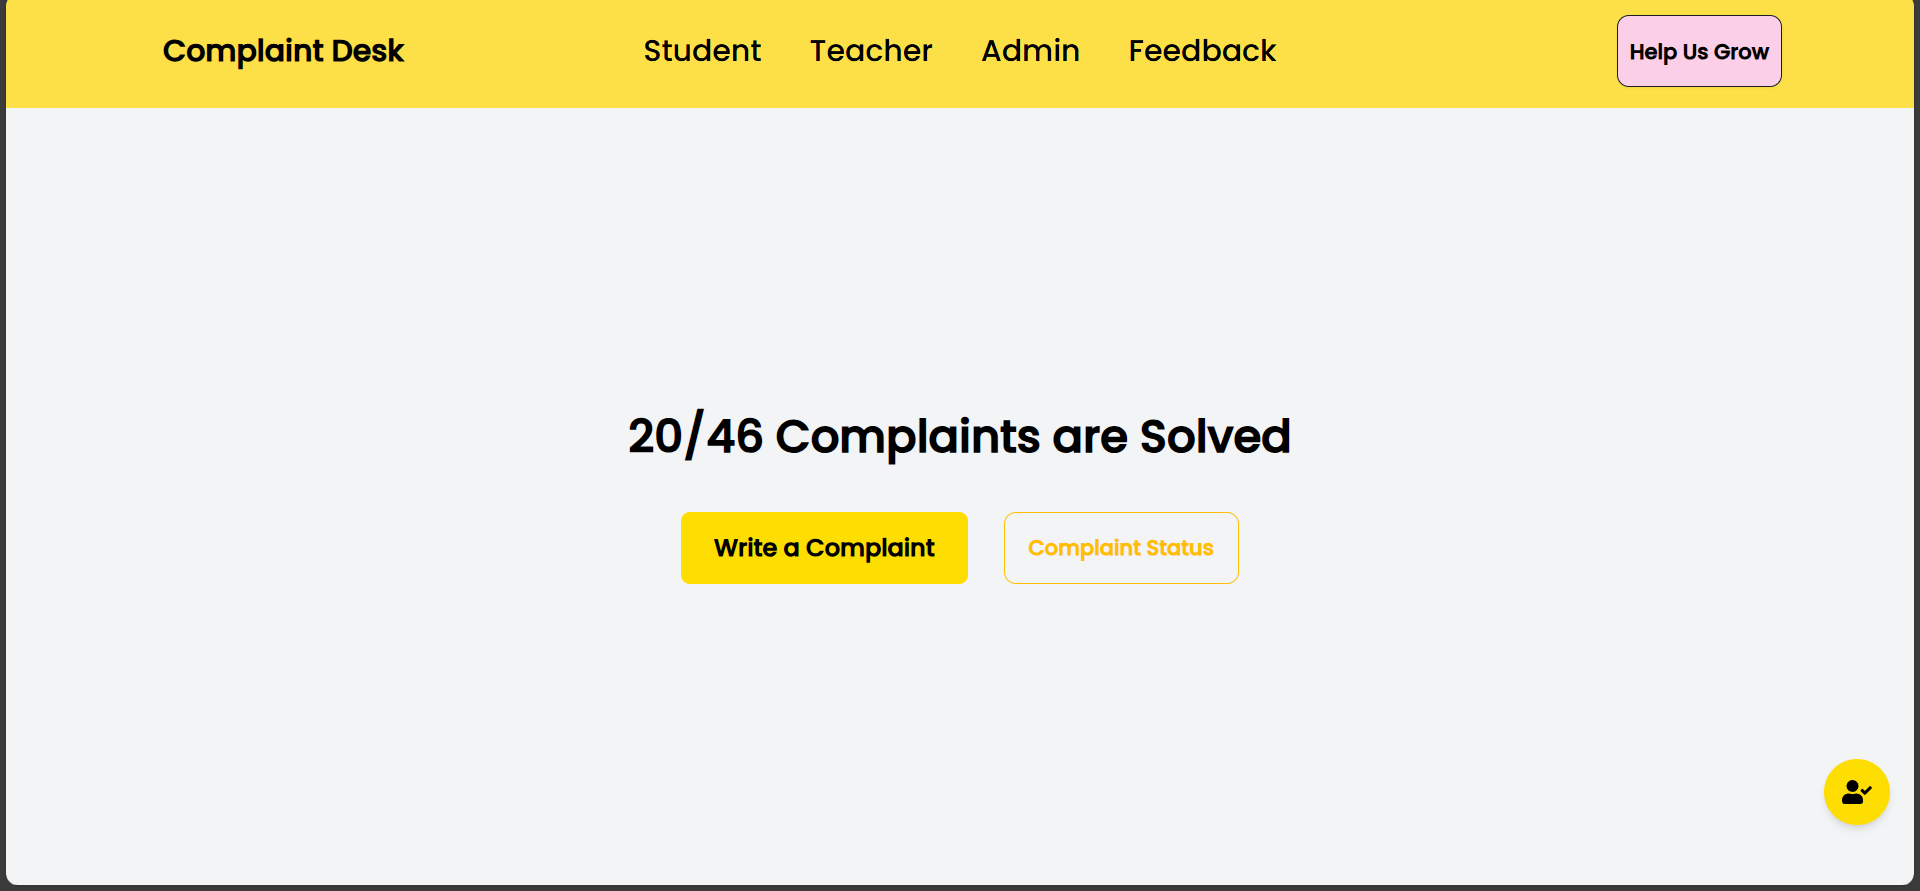 Complaint Desk
Student Teacher Admin Feedback
Help Us Grow
20/46 Complaints are Solved
Write a Complaint
Complaint Status